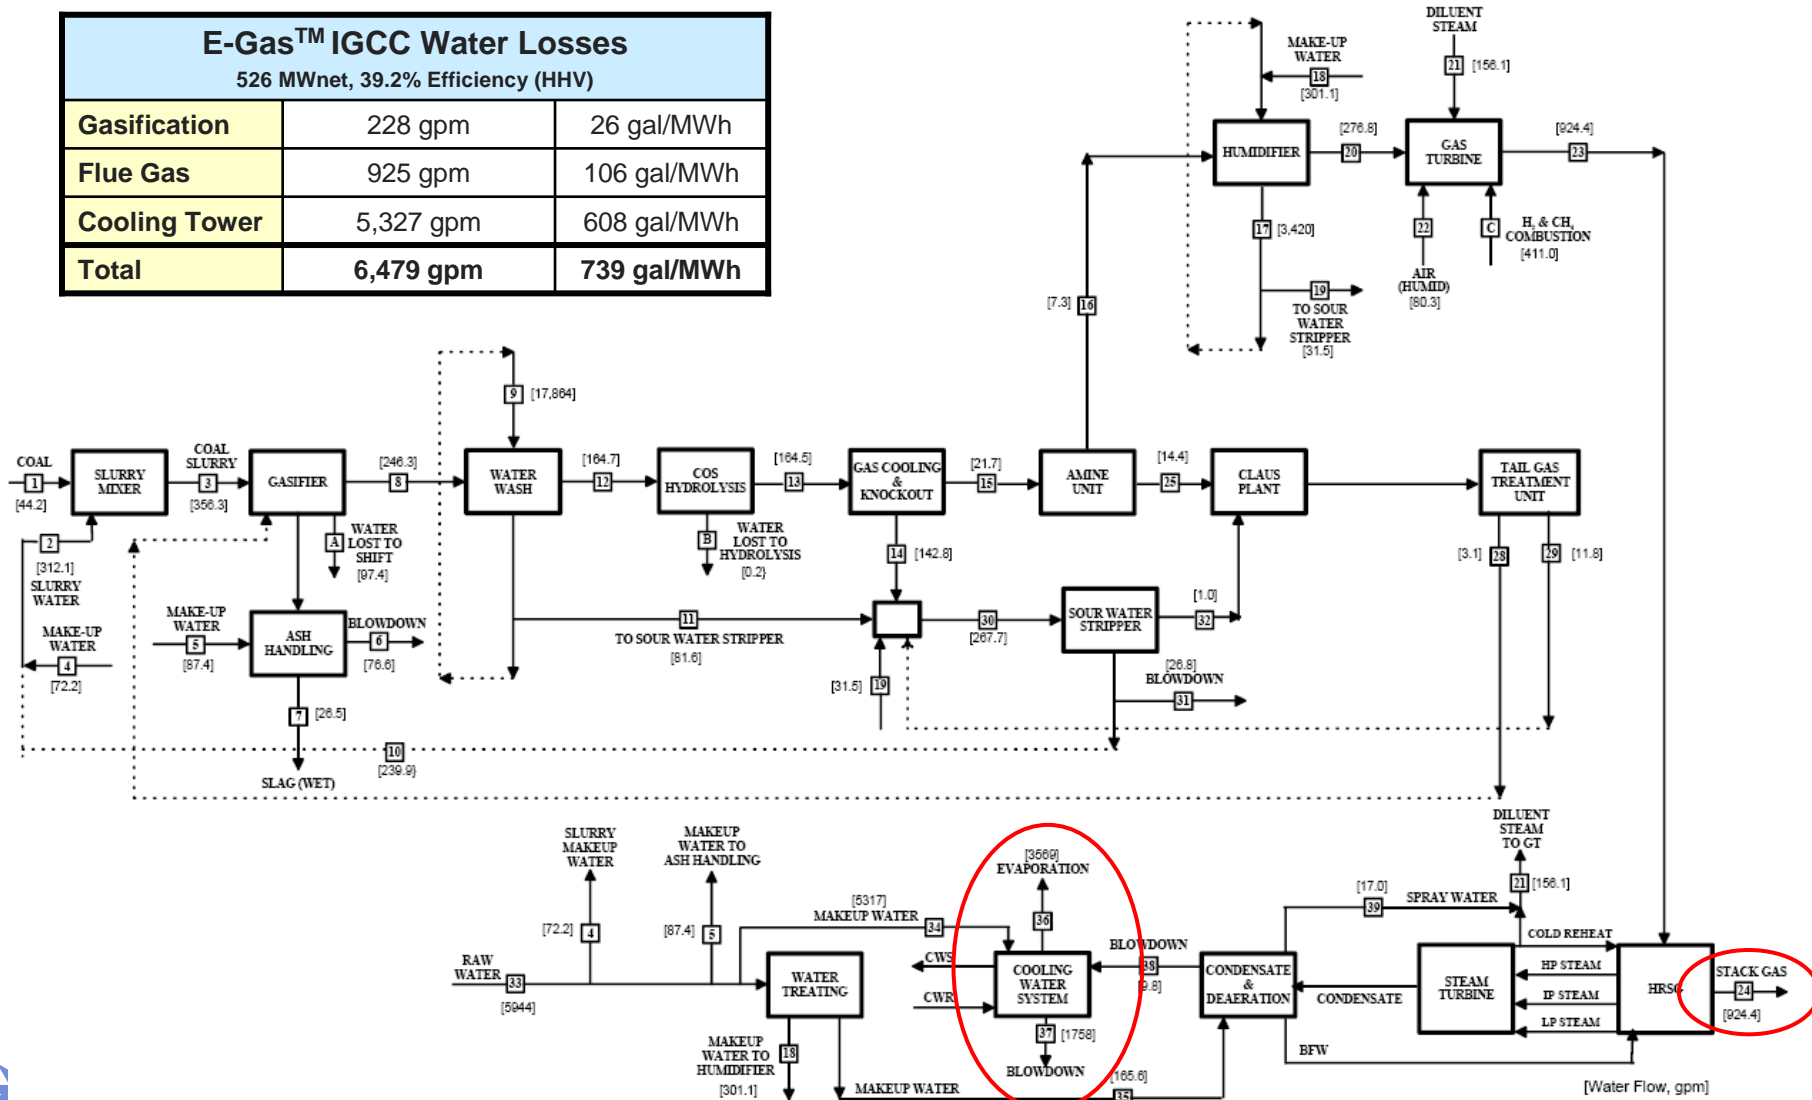 E-Gas™ IGCC Water Losses
526 MWnet, 39.2% Efficiency (HHV)
Gasification 228 gpm 26 gal/MWh
Flue Gas 925 gpm 106 gal/MWh
Cooling Tower 5,327 gpm 608 gal/MWh
Total 6,479 gpm 739 gal/MWh
MAKE-UP
WATER
18
[301.1]
DILUENT
STEAM
21 [156.1]
HUMIDIFIER
[276.8]
20
GAS
TURBINE
[924.4]
23
17 [3,420]
22
C H₂ & CH₄
COMBUSTION
[411.0]
AIR
(HUMID)
[80.3]
19
TO SOUR
WATER
STRIPPER
[31.5]
[7.3] 16
9 [17,864]
COAL
1
[44.2]
SLURRY
MIXER
COAL
SLURRY
3
[356.3]
GASIFIER
[246.3]
8
WATER
WASH
[164.7]
12
COS
HYDROLYSIS
[164.5]
13
GAS COOLING
&
KNOCKOUT
[21.7]
15
AMINE
UNIT
[14.4]
25
CLAUS
PLANT
TAIL GAS
TREATMENT
UNIT
2
[312.1]
SLURRY
WATER
A WATER
LOST TO
SHIFT
[97.4]
B WATER
LOST TO
HYDROLYSIS
[0.2}
14 [142.8]
[3.1] 28
29 [11.8]
MAKE-UP
WATER
4
[72.2]
MAKE-UP
WATER
5
[87.4]
ASH
HANDLING
BLOWDOWN
6
[76.6]
11
TO SOUR WATER STRIPPER
[81.6]
30
[267.7]
SOUR WATER
STRIPPER
[1.0]
32
7 [26.5]
[31.5] 19
[26.8]
BLOWDOWN
31
10
[239.9}
SLAG (WET)
SLURRY
MAKEUP
WATER
[72.2] 4
MAKEUP
WATER TO
ASH HANDLING
[87.4] 5
RAW
WATER
33
[5944]
[5317]
MAKEUP WATER 34
WATER
TREATING
[3569]
EVAPORATION
36
CWS
CWR
COOLING
WATER
SYSTEM
37 [1758]
BLOWDOWN
BLOWDOWN
38
[9.8]
CONDENSATE
&
DEAERATION
[17.0]
39 SPRAY WATER
DILUENT
STEAM
TO GT
21 [156.1]
COLD REHEAT
HP STEAM
IP STEAM
LP STEAM
STEAM
TURBINE
CONDENSATE
HRSG
STACK GAS
24
[924.4]
BFW
MAKEUP
WATER TO
HUMIDIFIER
[301.1]
18
MAKEUP WATER
[165.6]
35
[Water Flow, gpm]